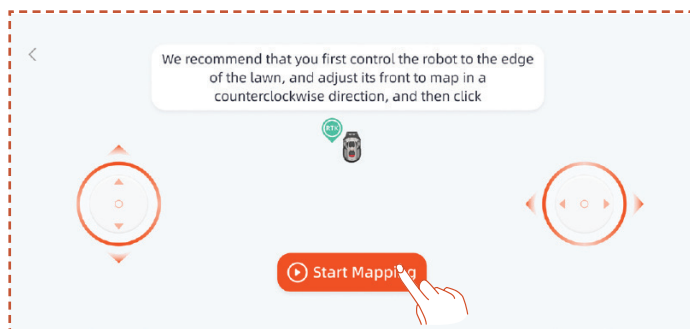 We recommend that you first control the robot to the edge
of the lawn, and adjust its front to map in a
counterclockwise direction, and then click
RTK
Start Mapping